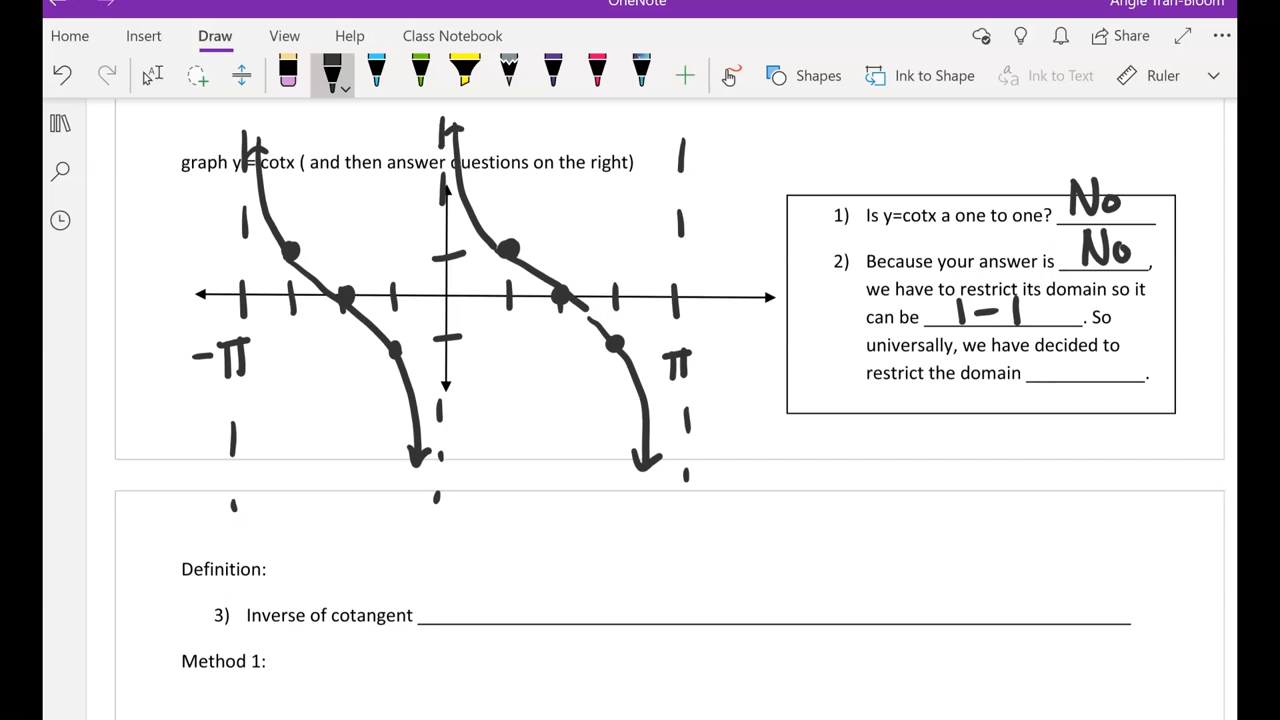 OneNote
Angie Tran-Bloom
Home Insert Draw View Help Class Notebook Share
Shapes Ink to Shape Ink to Text Ruler
graph y = cotx ( and then answer questions on the right)
-π
π
1) Is y=cotx a one to one? No
2) Because your answer is No,
we have to restrict its domain so it
can be 1-1. So
universally, we have decided to
restrict the domain ____________.
Definition:
3) Inverse of cotangent ____________
Method 1: